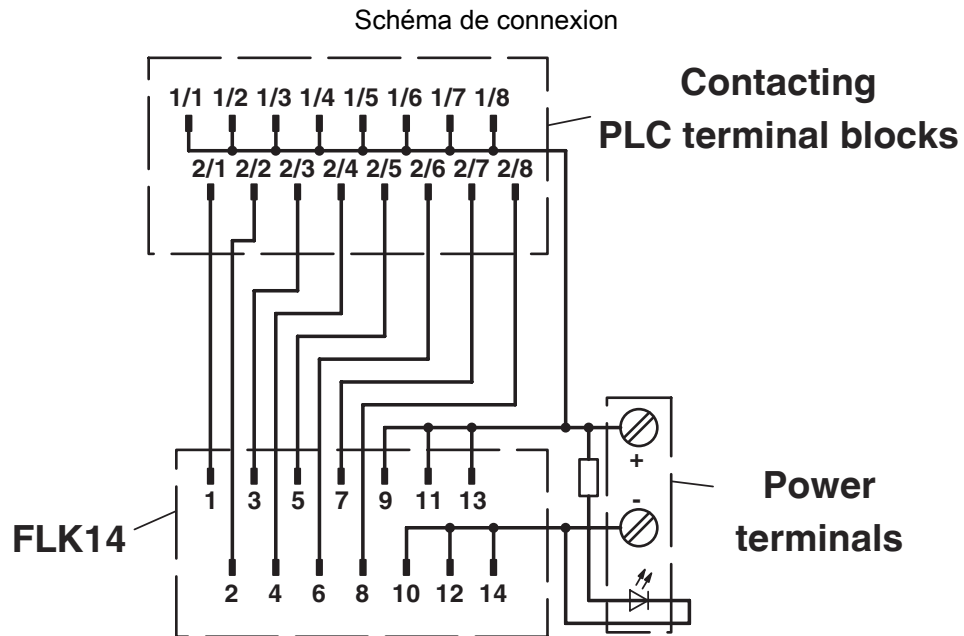 Schéma de connexion
1/1 1/2 1/3 1/4 1/5 1/6 1/7 1/8
Contacting
PLC terminal blocks
2/1 2/2 2/3 2/4 2/5 2/6 2/7 2/8
+
1 3 5 7 9 11 13
-
Power
terminals
FLK14
2 4 6 8 10 12 14